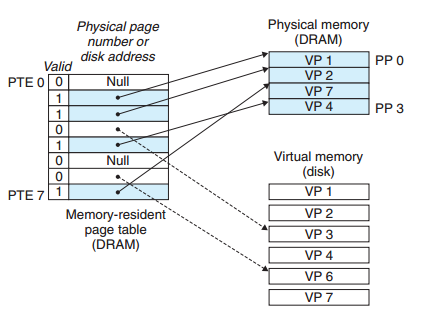 Physical page
number or
disk address
Valid
PTE 0 0 Null
1
1
0
1
0 Null
0
PTE 7 1
Memory-resident
page table
(DRAM)
Physical memory
(DRAM)
VP 1 PP 0
VP 2
VP 7
VP 4 PP 3
Virtual memory
(disk)
VP 1
VP 2
VP 3
VP 4
VP 6
VP 7